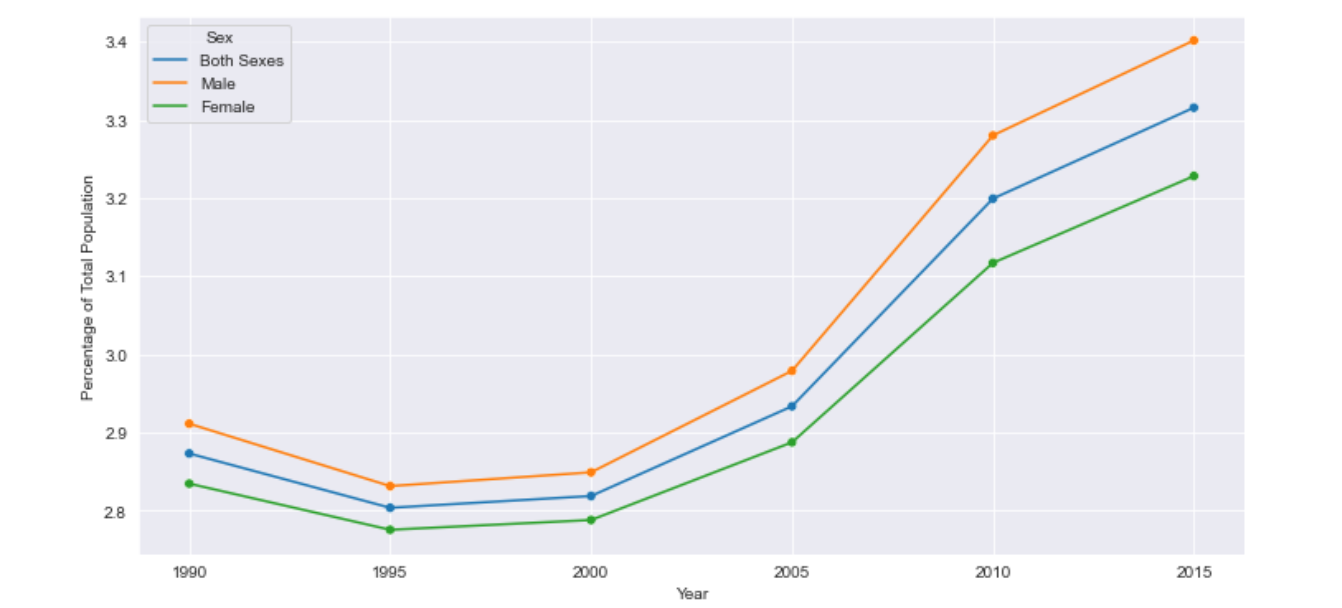 Sex
Both Sexes
Male
Female
3.4
3.3
3.2
3.1
3.0
2.9
2.8
Percentage of Total Population
1990 1995 2000 2005 2010 2015
Year